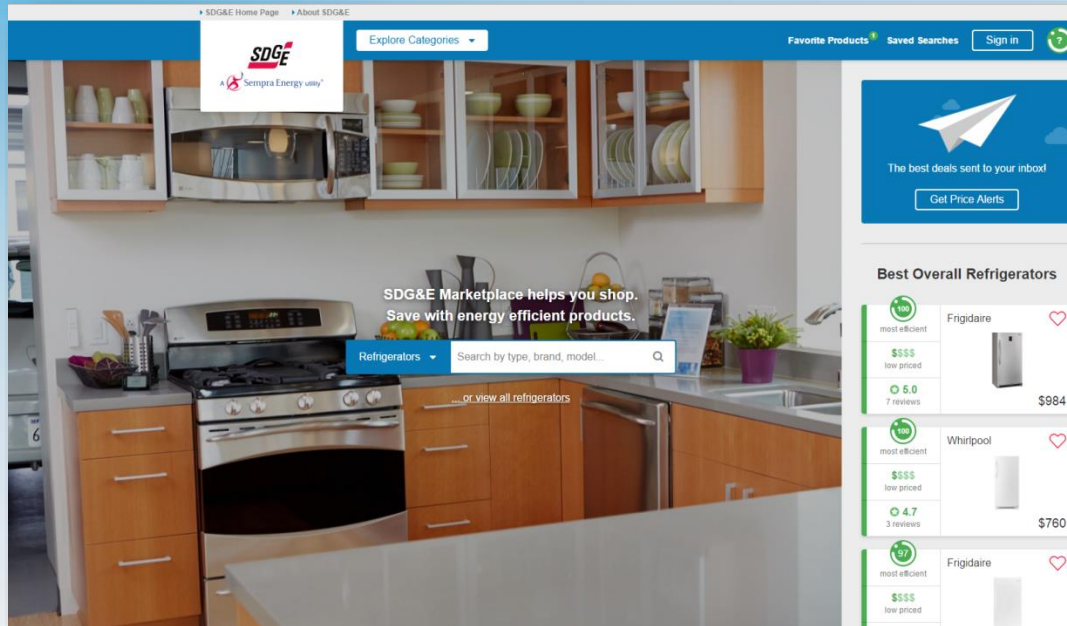 SDG&E Home Page
About SDG&E
SDGE
A Sempra Energy utility
Explore Categories
Favorite Products 1
Saved Searches
Sign in
?
The best deals sent to your inbox!
Get Price Alerts
SDG&E Marketplace helps you shop.
Save with energy efficient products.
Refrigerators
Search by type, brand, model...
... or view all refrigerators
Best Overall Refrigerators
100
most efficient
$$$$
low priced
5.0
7 reviews
Frigidaire
$984
100
most efficient
$$$$
low priced
4.7
3 reviews
Whirlpool
$760
97
most efficient
$$$$
low priced
Frigidaire
6